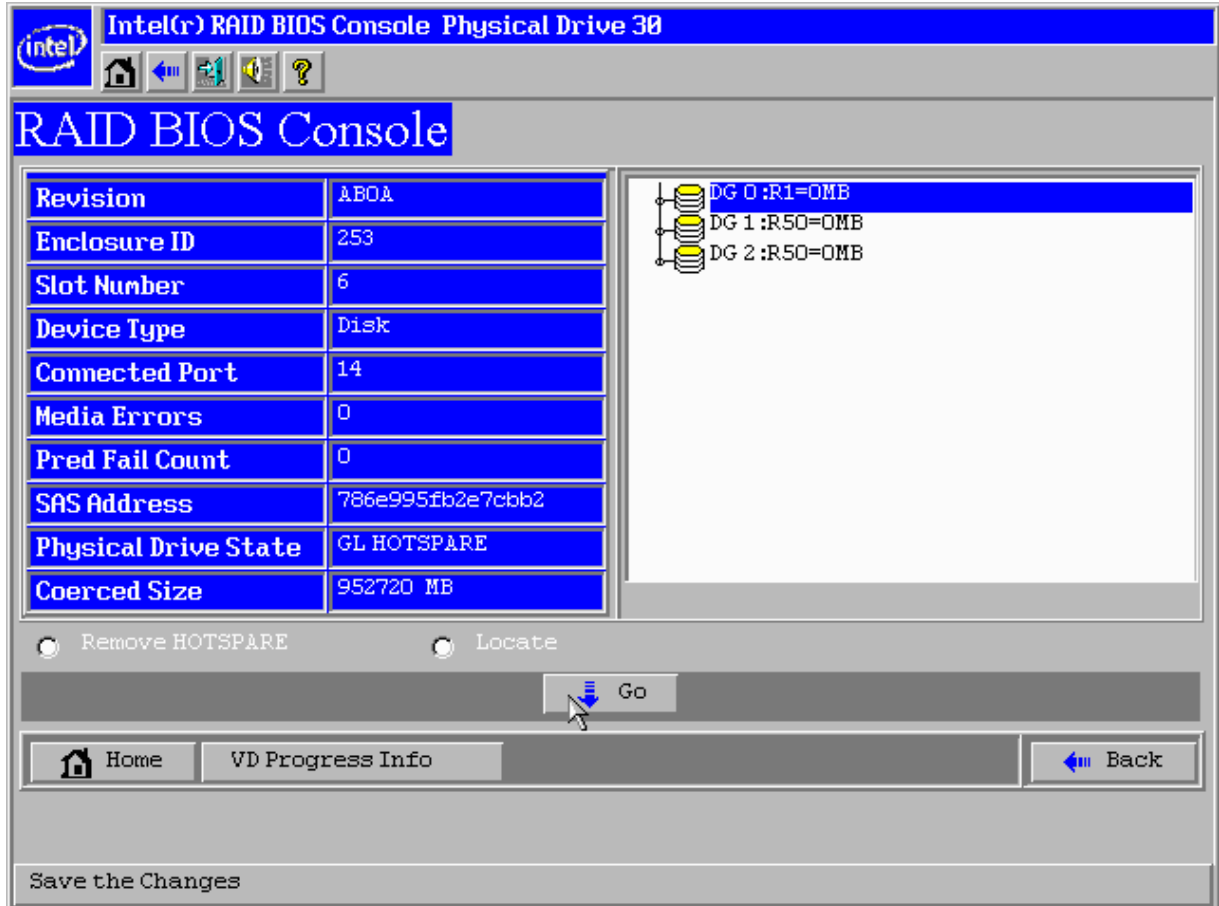 intel
Intel(r) RAID BIOS Console Physical Drive 30
?
RAID BIOS Console
Revision AB0A
Enclosure ID 253
Slot Number 6
Device Type Disk
Connected Port 14
Media Errors 0
Pred Fail Count 0
SAS Address 786e995fb2e7cbb2
Physical Drive State GL HOTSPARE
Coerced Size 952720 MB
DG 0:R1=0MB
DG 1:R50=0MB
DG 2:R50=0MB
Remove HOTSPARE Locate
Go
Home VD Progress Info Back
Save the Changes